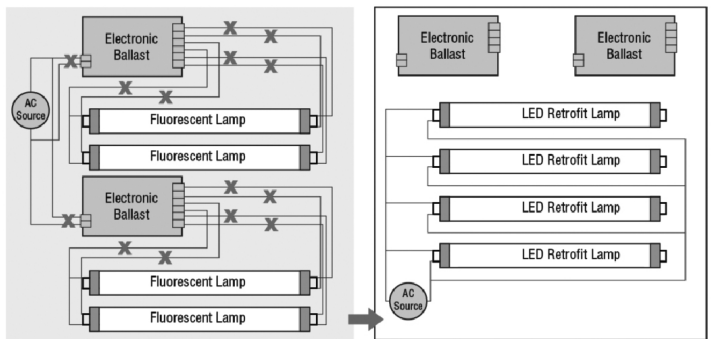 Electronic
Ballast
AC
Source
Fluorescent Lamp
Fluorescent Lamp
Electronic
Ballast
Fluorescent Lamp
Fluorescent Lamp
Electronic
Ballast
Electronic
Ballast
LED Retrofit Lamp
LED Retrofit Lamp
LED Retrofit Lamp
LED Retrofit Lamp
AC
Source